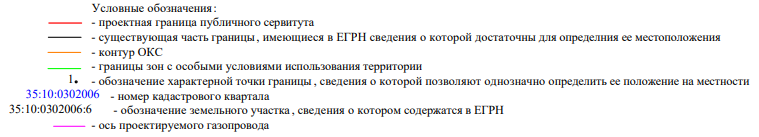 Условные обозначения:
- проектная граница публичного сервитута
- существующая часть границы, имеющиеся в ЕГРН сведения о которой достаточны для определния ее местоположения
- контур ОКС
- границы зон с особыми условиями использования территории
1. - обозначение характерной точки границы, сведения о которой позволяют однозначно определить ее положение на местности
35:10:0302006 - номер кадастрового квартала
35:10:0302006:6 - обозначение земельного участка, сведения о котором содержатся в ЕГРН
- ось проектируемого газопровода